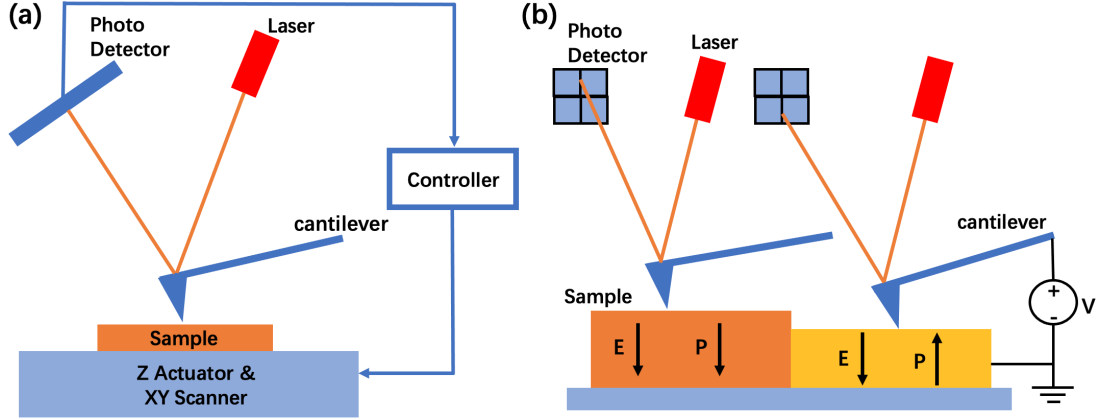 (a)
Photo
Detector
Laser
Controller
cantilever
Sample
Z Actuator &
XY Scanner
(b)
Photo
Detector
Laser
cantilever
Sample
E
P
E
P
+
-
V